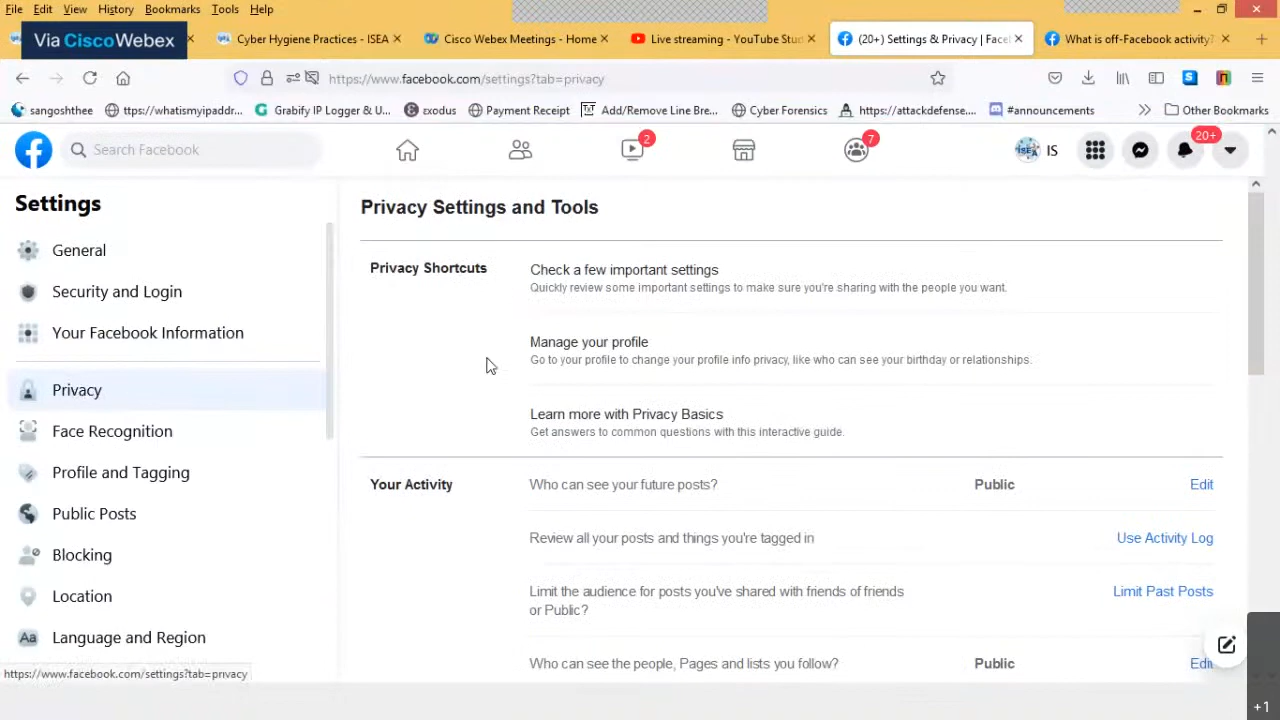 File Edit View History Bookmarks Tools Help
Via Cisco Webex
Cyber Hygiene Practices - ISEA
Cisco Webex Meetings - Home
Live streaming - YouTube Stu
(20+) Settings & Privacy | Face
What is off-Facebook activity?
https://www.facebook.com/settings?tab=privacy
sangoshthee
ttps://whatismyipaddr...
Grabify IP Logger & U...
exodus
Payment Receipt
Add/Remove Line Bre...
Cyber Forensics
https://attackdefense....
#announcements
Other Bookmarks
Search Facebook
2
7
IS
20+
Settings
General
Security and Login
Your Facebook Information
Privacy
Face Recognition
Profile and Tagging
Public Posts
Blocking
Location
Aa Language and Region
https://www.facebook.com/settings?tab=privacy
Privacy Settings and Tools
Privacy Shortcuts
Check a few important settings
Quickly review some important settings to make sure you're sharing with the people you want.
Manage your profile
Go to your profile to change your profile info privacy, like who can see your birthday or relationships.
Learn more with Privacy Basics
Get answers to common questions with this interactive guide.
Your Activity
Who can see your future posts? Public Edit
Review all your posts and things you're tagged in Use Activity Log
Limit the audience for posts you've shared with friends of friends
or Public? Limit Past Posts
Who can see the people, Pages and lists you follow? Public Edit
+1